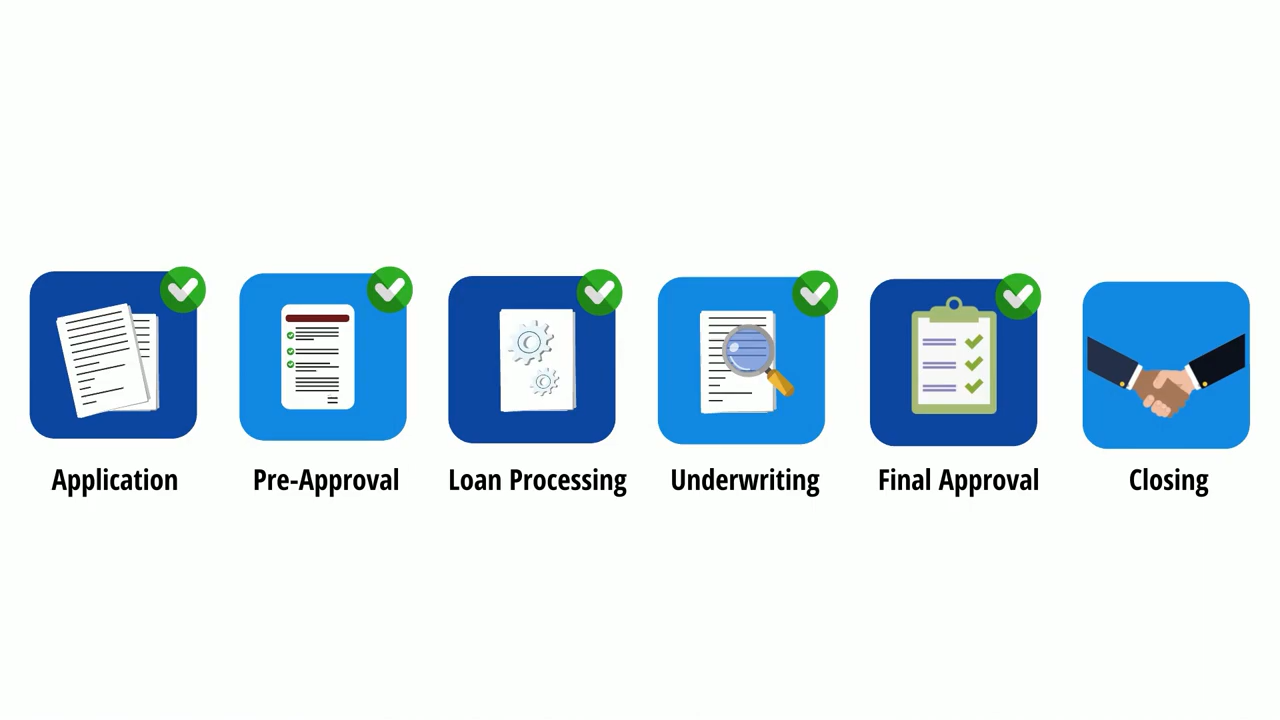 Application
Pre-Approval
Loan Processing
Underwriting
Final Approval
Closing